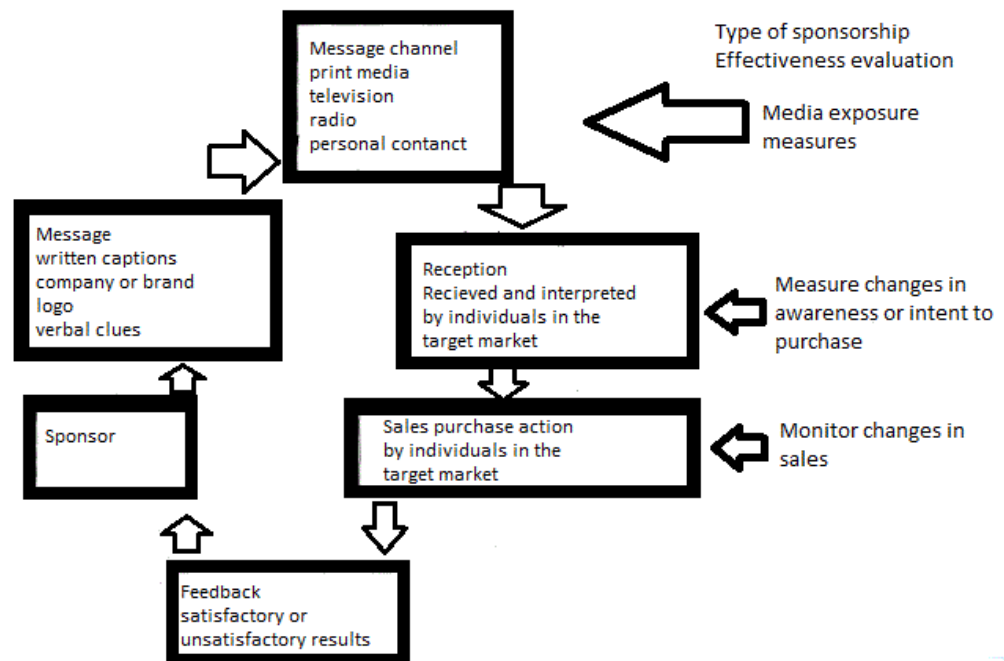 Message channel
print media
television
radio
personal contanct
Type of sponsorship
Effectiveness evaluation
Media exposure
measures
Message
written captions
company or brand
logo
verbal clues
Reception
Recieved and interpreted
by individuals in the
target market
Measure changes in
awareness or intent to
purchase
Sponsor
Sales purchase action
by individuals in the
target market
Monitor changes in
sales
Feedback
satisfactory or
unsatisfactory results